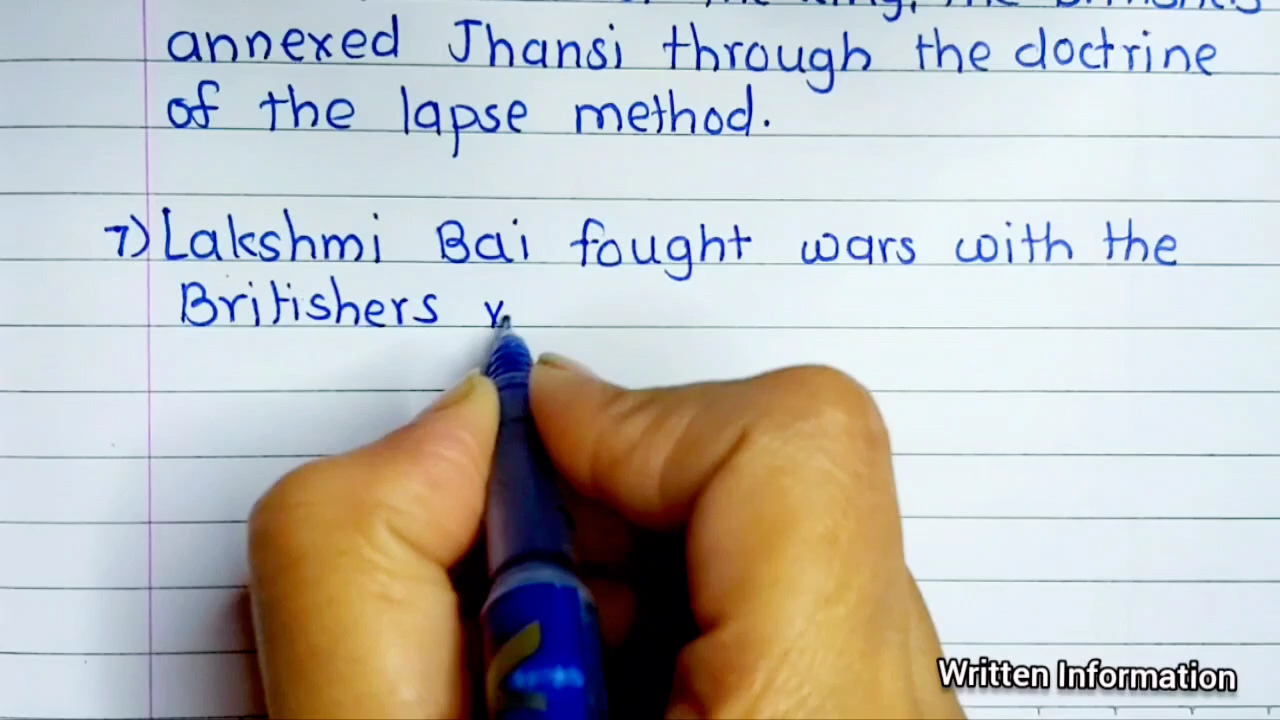 annexed Jhansi through the doctrine
of the lapse method.
7) Lakshmi Bai fought wars with the
Britishers
Written Information